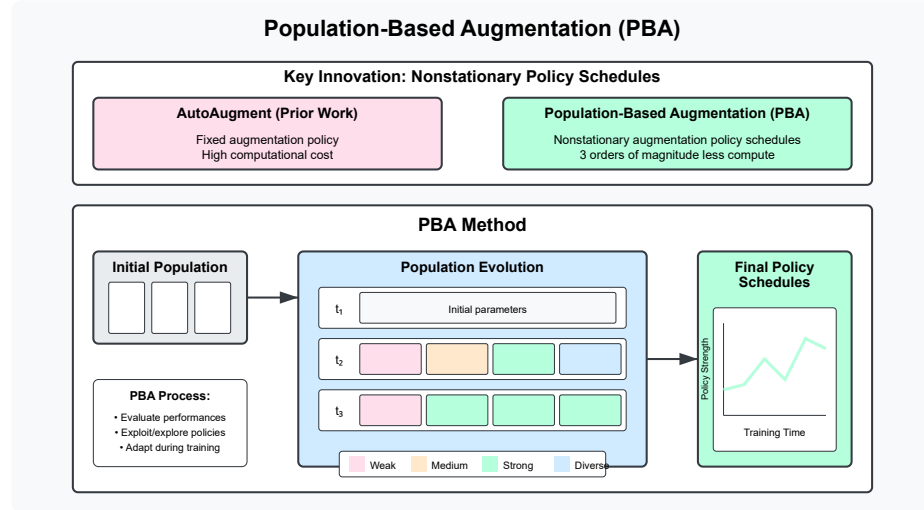 Population-Based Augmentation (PBA)
Key Innovation: Nonstationary Policy Schedules
AutoAugment (Prior Work)
Fixed augmentation policy
High computational cost
Population-Based Augmentation (PBA)
Nonstationary augmentation policy schedules
3 orders of magnitude less compute
PBA Method
Initial Population
PBA Process:
• Evaluate performances
• Exploit/explore policies
• Adapt during training
Population Evolution
t₁
Initial parameters
t₂
t₃
Weak
Medium
Strong
Diverse
Final Policy
Schedules
Policy Strength
Training Time